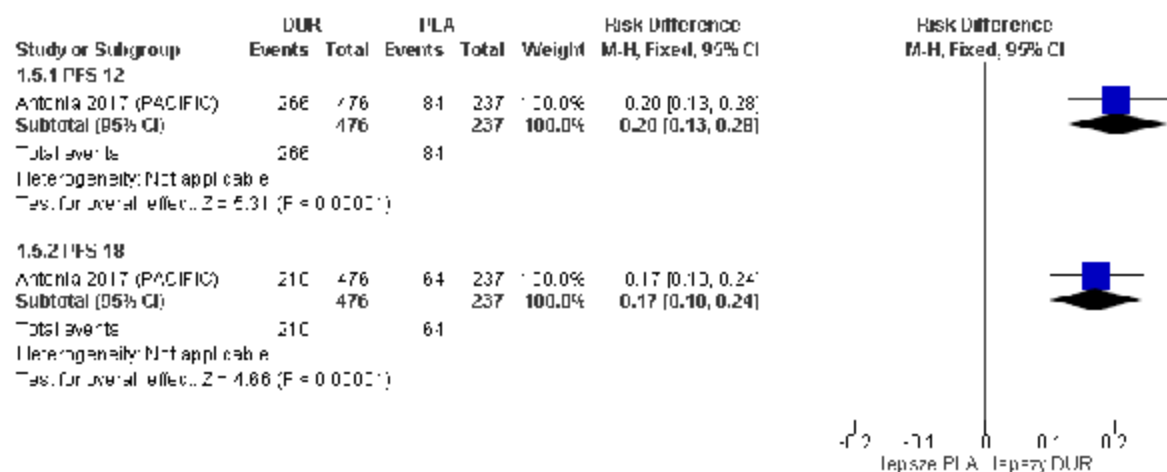 DUR PLA Risk Difference Risk Difference
Study or Subgroup Events Total Events Total Weight M-H, Fixed, 95% CI M-H, Fixed, 95% CI
1.5.1 PFS 12
Antonia 2017 (PACIFIC) 266 476 84 237 100.0% 0.20 [0.13, 0.28]
Subtotal (95% CI) 476 237 100.0% 0.20 [0.13, 0.28]
Total events 266 84
Heterogeneity: Not applicable
Test for overall effect: Z = 5.31 (P < 0.00001)
1.5.2 PFS 18
Antonia 2017 (PACIFIC) 210 476 64 237 100.0% 0.17 [0.10, 0.24]
Subtotal (95% CI) 476 237 100.0% 0.17 [0.10, 0.24]
Total events 210 64
Heterogeneity: Not applicable
Test for overall effect: Z = 4.66 (P < 0.00001)
-0.2 -0.1 0 0.1 0.2
lepsze PLA lepszy DUR